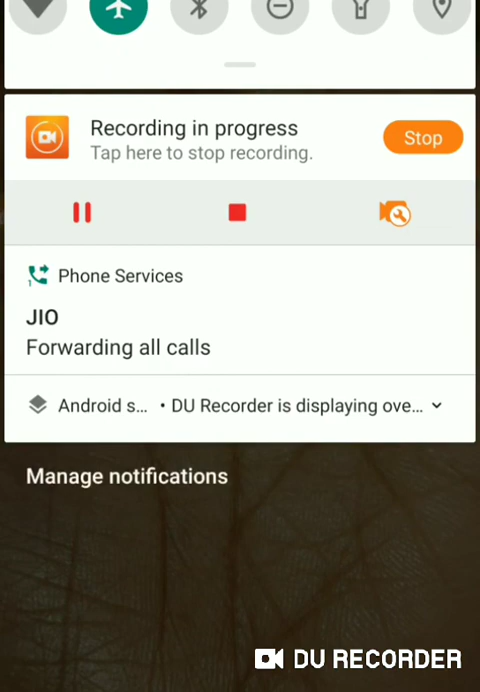 Recording in progress
Tap here to stop recording.
Stop
Phone Services
1
JIO
Forwarding all calls
Android s... • DU Recorder is displaying ove...
Manage notifications
DU RECORDER